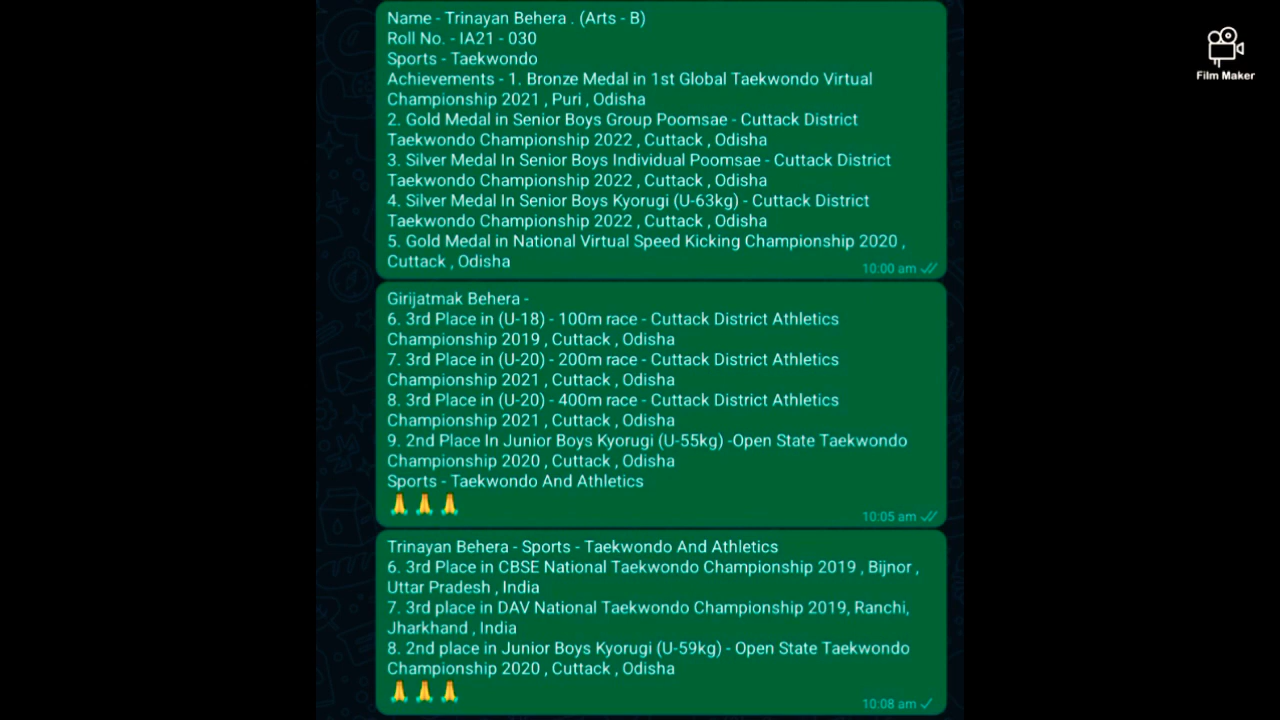 Name - Trinayan Behera . (Arts - B)
Roll No. - IA21 - 030
Sports - Taekwondo
Achievements - 1. Bronze Medal in 1st Global Taekwondo Virtual
Championship 2021 , Puri , Odisha
2. Gold Medal in Senior Boys Group Poomsae - Cuttack District
Taekwondo Championship 2022 , Cuttack , Odisha
3. Silver Medal In Senior Boys Individual Poomsae - Cuttack District
Taekwondo Championship 2022 , Cuttack , Odisha
4. Silver Medal In Senior Boys Kyorugi (U-63kg) - Cuttack District
Taekwondo Championship 2022 , Cuttack , Odisha
5. Gold Medal in National Virtual Speed Kicking Championship 2020 ,
Cuttack , Odisha
10:00 am
Girijatmak Behera -
6. 3rd Place in (U-18) - 100m race - Cuttack District Athletics
Championship 2019 , Cuttack , Odisha
7. 3rd Place in (U-20) - 200m race - Cuttack District Athletics
Championship 2021 , Cuttack , Odisha
8. 3rd Place in (U-20) - 400m race - Cuttack District Athletics
Championship 2021 , Cuttack , Odisha
9. 2nd Place In Junior Boys Kyorugi (U-55kg) -Open State Taekwondo
Championship 2020 , Cuttack , Odisha
Sports - Taekwondo And Athletics
🙏 🙏 🙏
10:05 am
Trinayan Behera - Sports - Taekwondo And Athletics
6. 3rd Place in CBSE National Taekwondo Championship 2019 , Bijnor ,
Uttar Pradesh , India
7. 3rd place in DAV National Taekwondo Championship 2019, Ranchi,
Jharkhand , India
8. 2nd place in Junior Boys Kyorugi (U-59kg) - Open State Taekwondo
Championship 2020 , Cuttack , Odisha
🙏 🙏 🙏
10:08 am
Film Maker